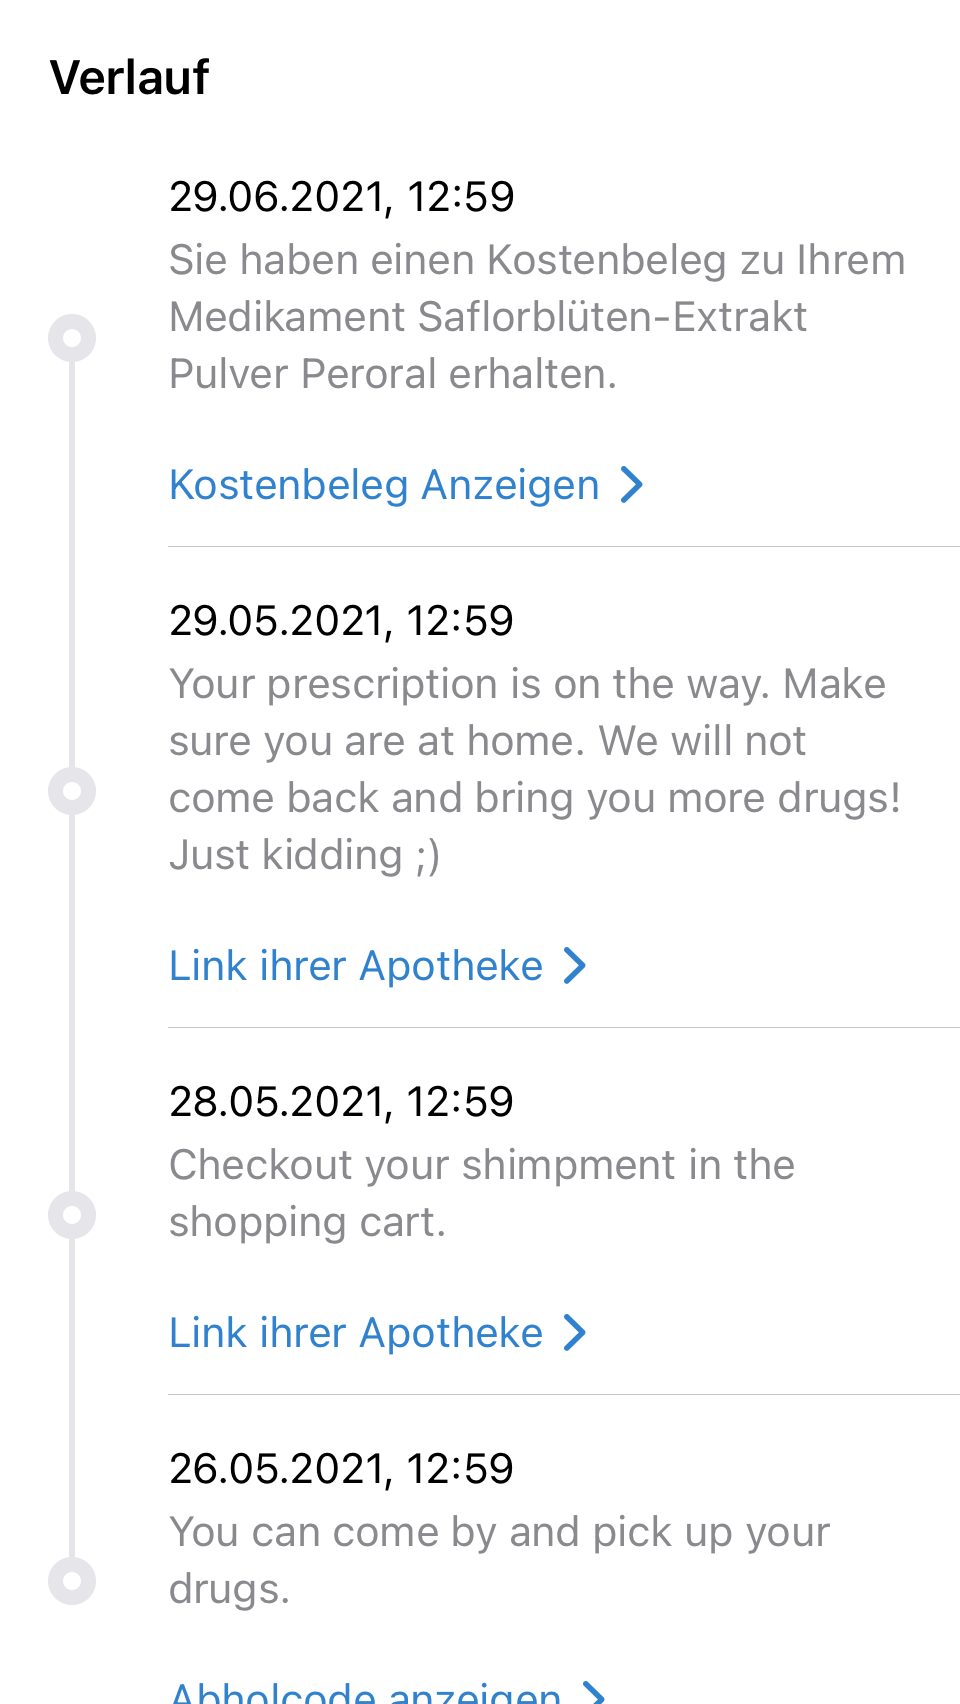 Verlauf
29.06.2021, 12:59
Sie haben einen Kostenbeleg zu Ihrem
Medikament Saflorblüten-Extrakt
Pulver Peroral erhalten.
Kostenbeleg Anzeigen
29.05.2021, 12:59
Your prescription is on the way. Make
sure you are at home. We will not
come back and bring you more drugs!
Just kidding ;)
Link ihrer Apotheke
28.05.2021, 12:59
Checkout your shimpment in the
shopping cart.
Link ihrer Apotheke
26.05.2021, 12:59
You can come by and pick up your
drugs.
Abholcode anzeigen